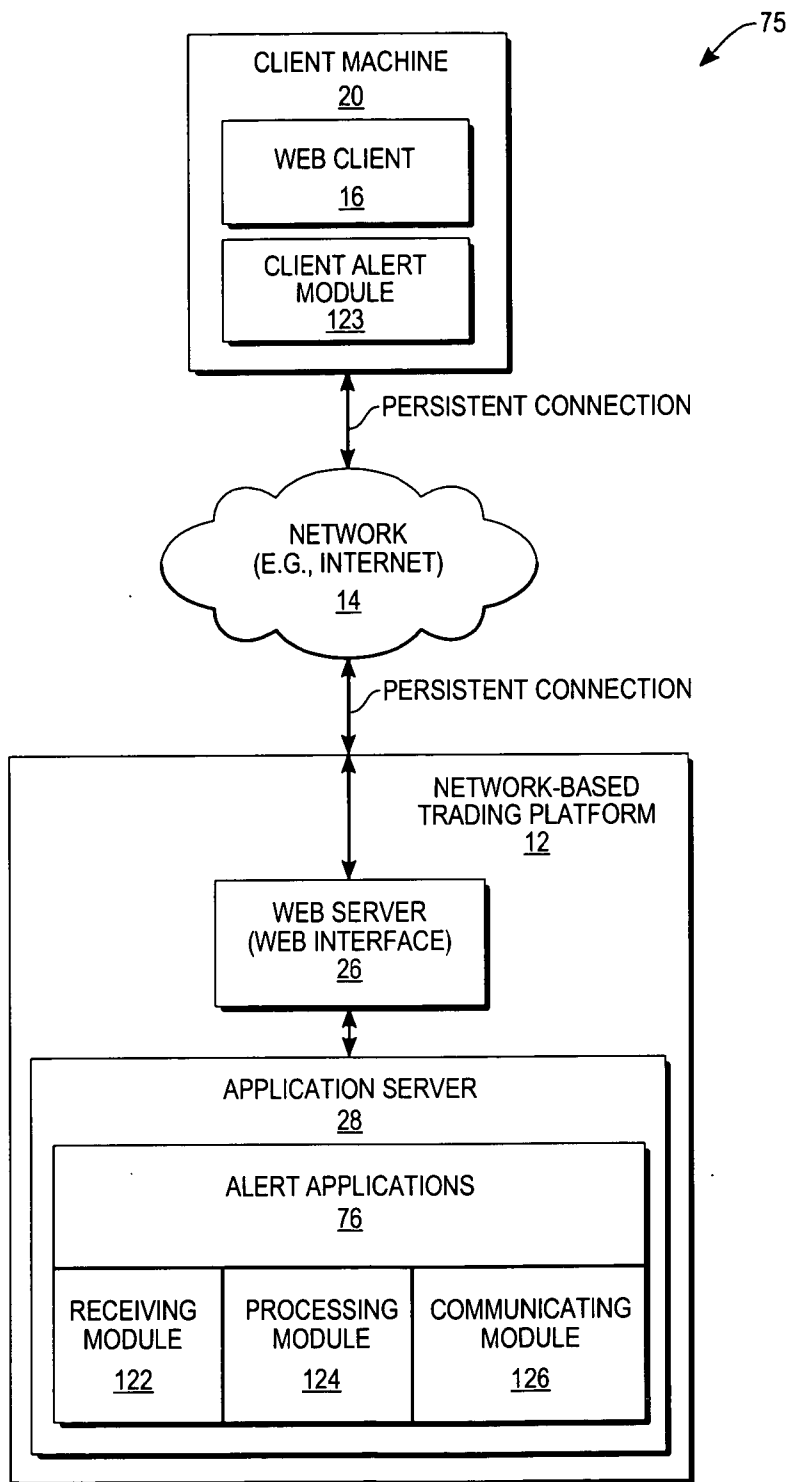 75
CLIENT MACHINE
20
WEB CLIENT
16
CLIENT ALERT
MODULE
123
PERSISTENT CONNECTION
NETWORK
(E.G., INTERNET)
14
PERSISTENT CONNECTION
NETWORK-BASED
TRADING PLATFORM
12
WEB SERVER
(WEB INTERFACE)
26
APPLICATION SERVER
28
ALERT APPLICATIONS
76
RECEIVING
MODULE
122
PROCESSING
MODULE
124
COMMUNICATING
MODULE
126